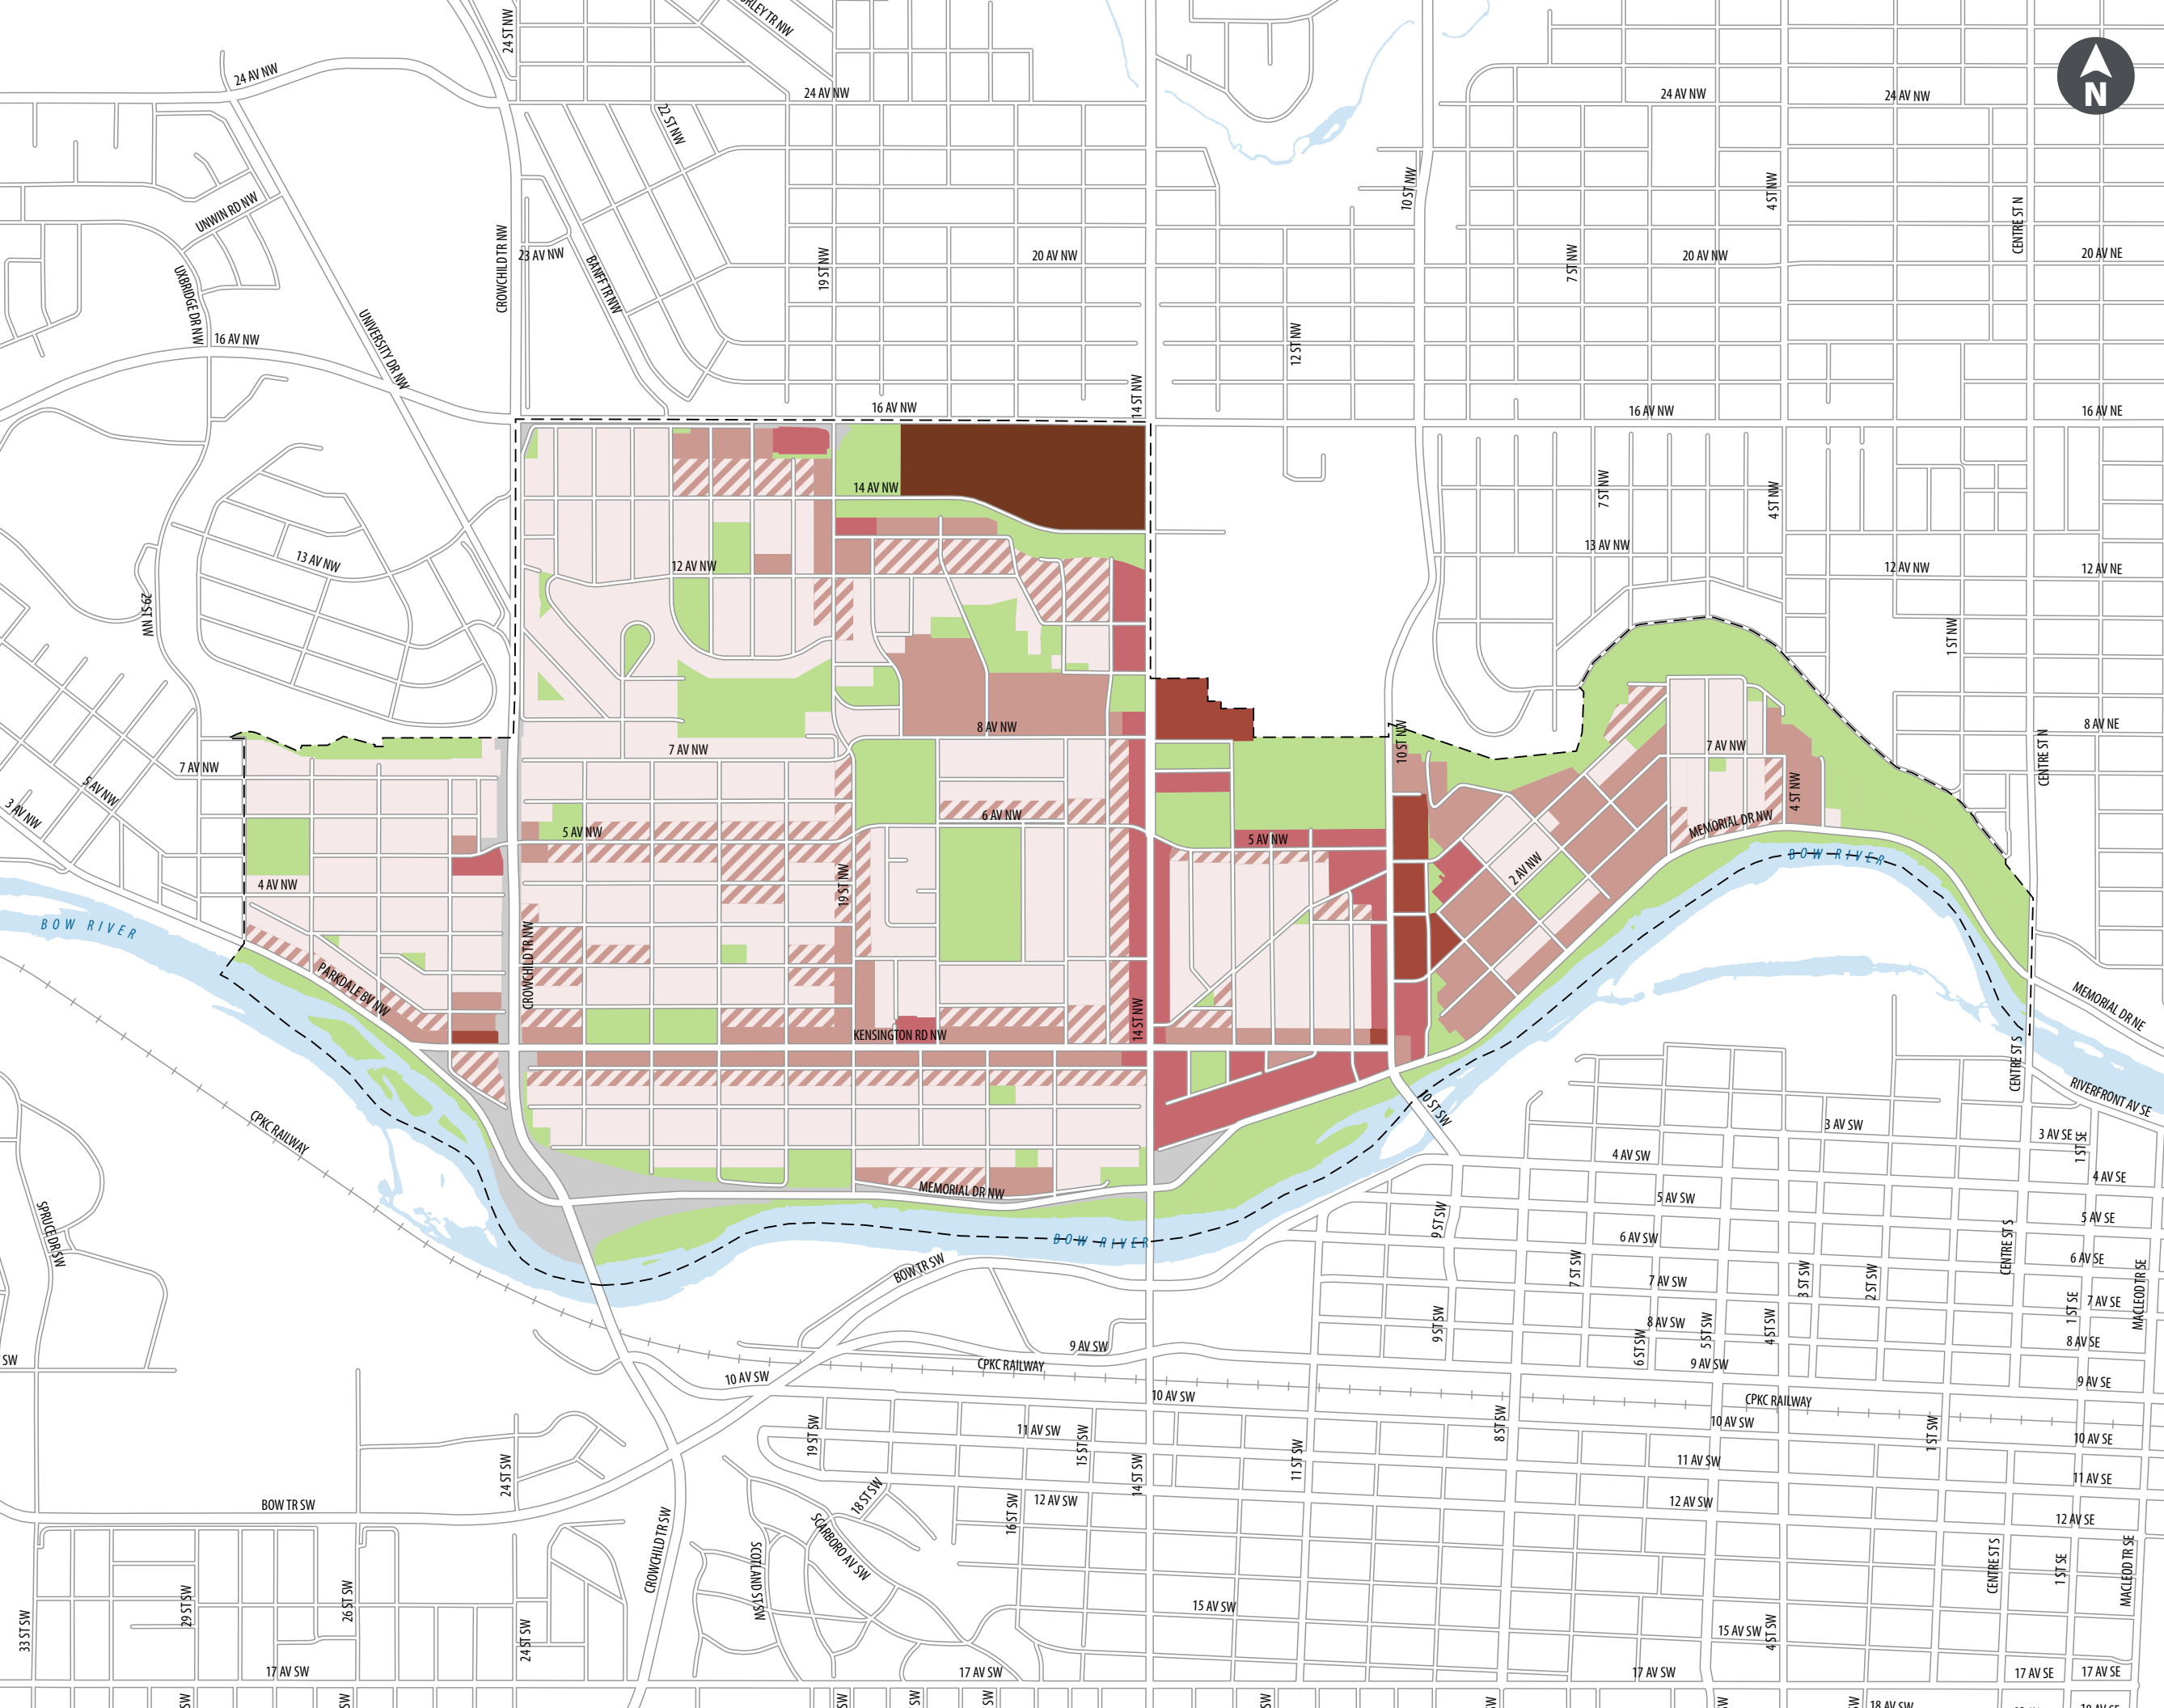 24 ST NW
MORLEY TR NW
24 AV NW
24 AV NW
24 AV NW
24 AV NW
N
22 ST NW
10 ST NW
4 ST NW
UNWIN RD NW
CENTRE ST N
CROWCHILD TR NW
23 AV NW
19 ST NW
20 AV NW
7 ST NW
20 AV NW
20 AV NE
UXBRIDGE DR NW
BANFF TR NW
16 AV NW
UNIVERSITY DR NW
12 ST NW
14 ST NW
16 AV NW
16 AV NW
16 AV NE
14 AV NW
7 ST NW
4 ST NW
13 AV NW
13 AV NW
12 AV NW
12 AV NW
12 AV NE
29 ST NW
1 ST NW
8 AV NW
10 ST NW
8 AV NE
7 AV NW
7 AV NW
7 AV NW
CENTRE ST N
5 AV NW
3 AV NW
4 ST NW
6 AV NW
MEMORIAL DR NW
5 AV NW
5 AV NW
BOW RIVER
2 AV NW
4 AV NW
19 ST NW
BOW RIVER
CROWCHILD TR NW
PARKDALE BV NW
14 ST NW
KENSINGTON RD NW
MEMORIAL DR NE
CENTRE ST S
RIVERFRONT AV SE
10 ST SW
CPKC RAILWAY
3 AV SW
3 AV SE
1 ST SE
4 AV SW
4 AV SE
MEMORIAL DR NW
5 AV SW
5 AV SE
SPRUCE DR SW
9 ST SW
BOW RIVER
6 AV SW
CENTRE ST S
6 AV SE
BOW TR SW
7 ST SW
7 AV SW
3 ST SW
2 ST SW
MACLEOD TR SE
7 AV SE
1 ST SE
9 ST SW
8 AV SW
5 ST SW
4 ST SW
8 AV SE
6 ST SW
9 AV SW
SW
CPKC RAILWAY
9 AV SW
10 AV SW
9 AV SE
10 AV SW
CPKC RAILWAY
10 AV SW
19 ST SW
11 AV SW
15 ST SW
8 ST SW
1 ST SW
10 AV SE
24 ST SW
14 ST SW
11 ST SW
11 AV SW
11 AV SE
BOW TR SW
18 ST SW
16 ST SW
12 AV SW
12 AV SW
12 AV SE
CROWCHILD TR SW
SCARBORO AV SW
SCOTLAND ST SW
CENTRE ST S
1 ST SE
MACLEOD TR SE
33 ST SW
29 ST SW
26 ST SW
24 ST SW
15 AV SW
15 AV SW
4 ST SW
17 AV SW
17 AV SW
17 AV SW
17 AV SE
17 AV SE
SW
SW
SW
SW
SW
SW
SW
SW
SW
18 AV SW